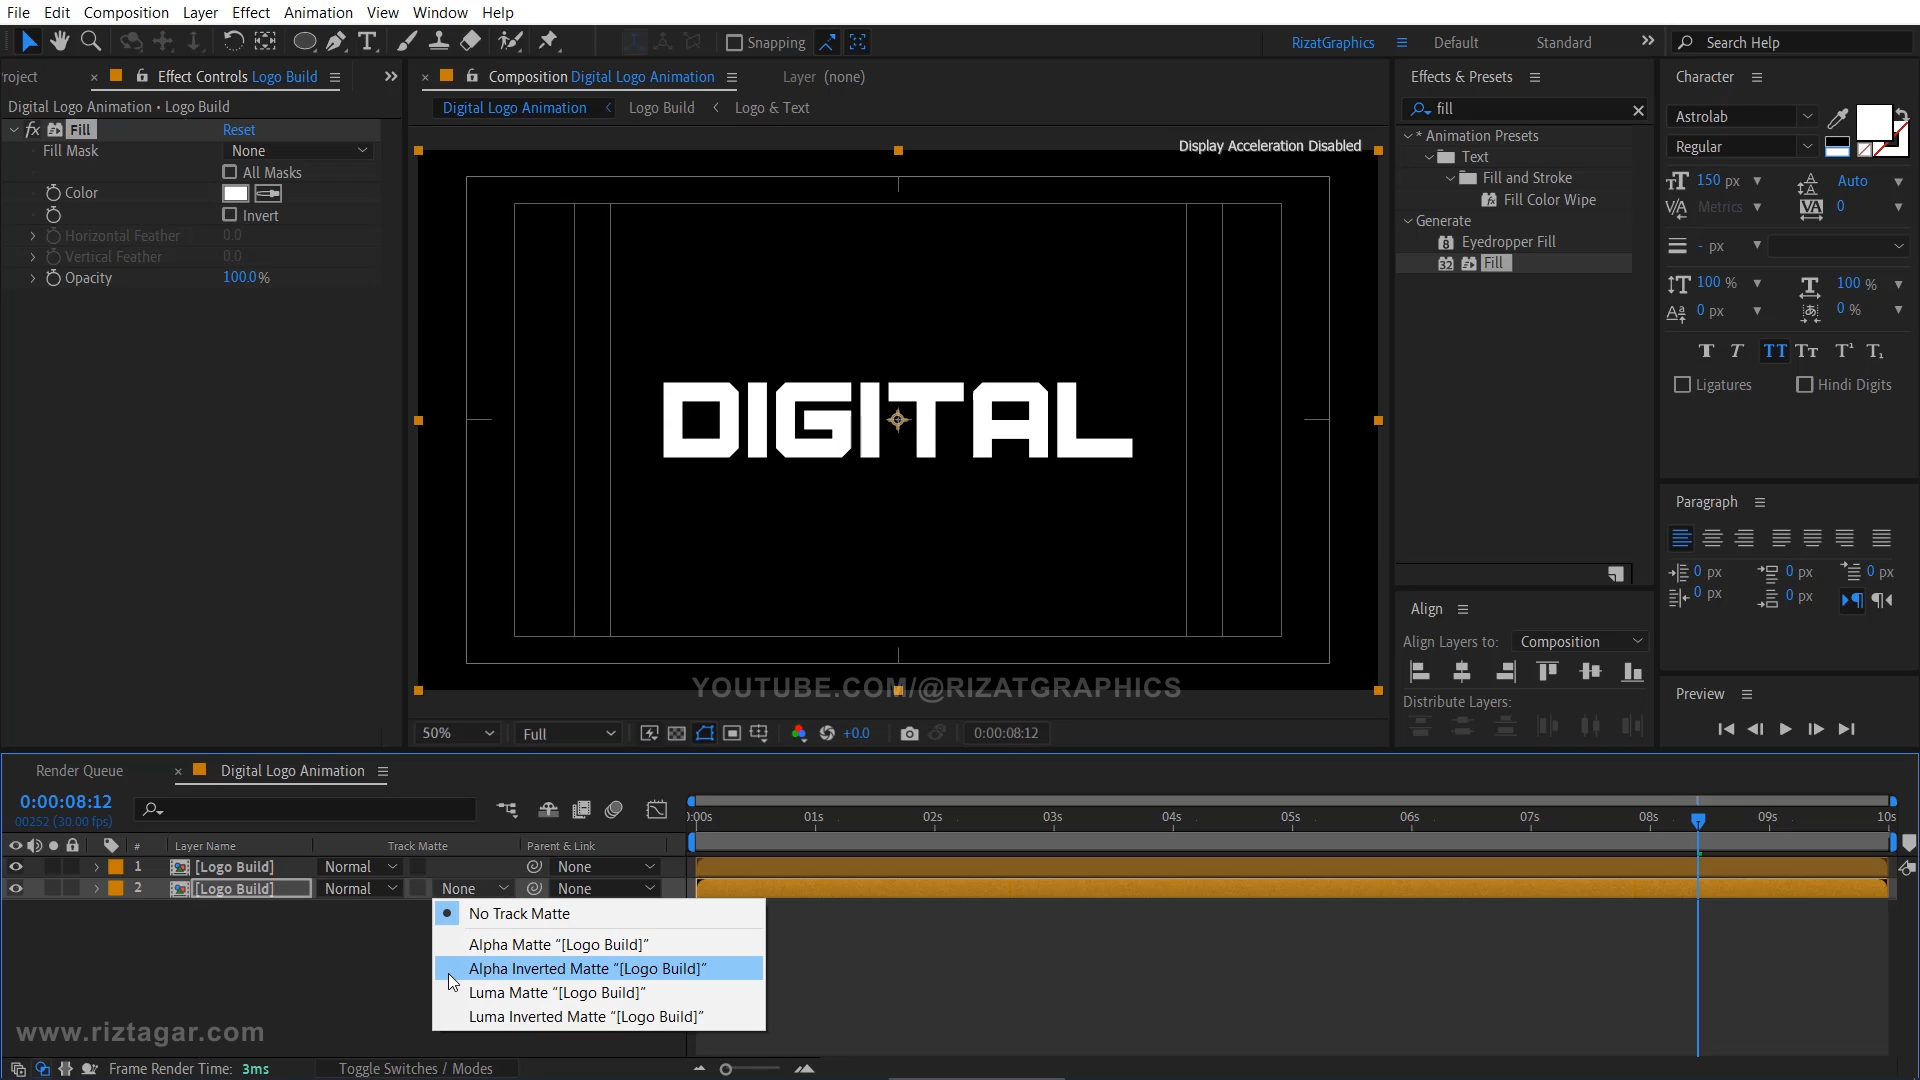 File Edit Composition Layer Effect Animation View Window Help
Snapping RizatGraphics Default Standard Search Help
roject Effect Controls Logo Build Composition Digital Logo Animation Layer (none) Effects & Presets Character
Digital Logo Animation • Logo Build
Digital Logo Animation Logo Build Logo & Text
fill
Astrolab
Regular
fx Fill Reset
Fill Mask None
All Masks
Color
Invert
Horizontal Feather 0.0
Vertical Feather 0.0
Opacity 100.0%
Display Acceleration Disabled
DIGITAL
YOUTUBE.COM/@RIZATGRAPHICS
* Animation Presets
Text
Fill and Stroke
Fill Color Wipe
Generate
Eyedropper Fill
Fill
150 px Auto
Metrics 0
- px
100 % 100 %
0 px 0 %
Ligatures Hindi Digits
Paragraph
0 px 0 px 0 px
0 px 0 px
Align
Align Layers to: Composition
Distribute Layers:
Preview
50% Full +0.0 0:00:08:12
Render Queue Digital Logo Animation
0:00:08:12
00252 (30.00 fps)
):00s 01s 02s 03s 04s 05s 06s 07s 08s 09s 10s
# Layer Name Track Matte Parent & Link
1 [Logo Build] Normal None
2 [Logo Build] Normal None None
No Track Matte
Alpha Matte “[Logo Build]”
Alpha Inverted Matte “[Logo Build]”
Luma Matte “[Logo Build]”
Luma Inverted Matte “[Logo Build]”
www.riztagar.com
Frame Render Time: 3ms Toggle Switches / Modes